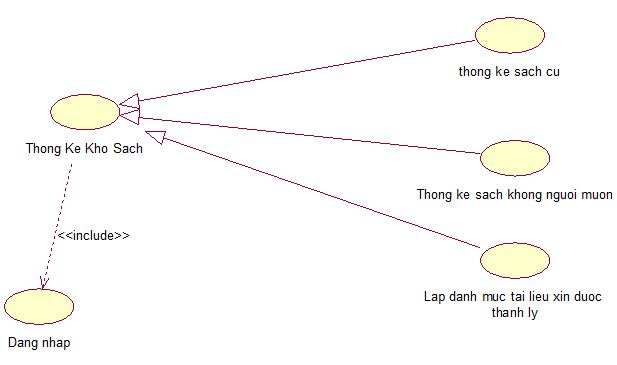 thong ke sach cu
Thong Ke Kho Sach
Thong ke sach khong nguoi muon
<<include>>
Lap danh muc tai lieu xin duoc
thanh ly
Dang nhap